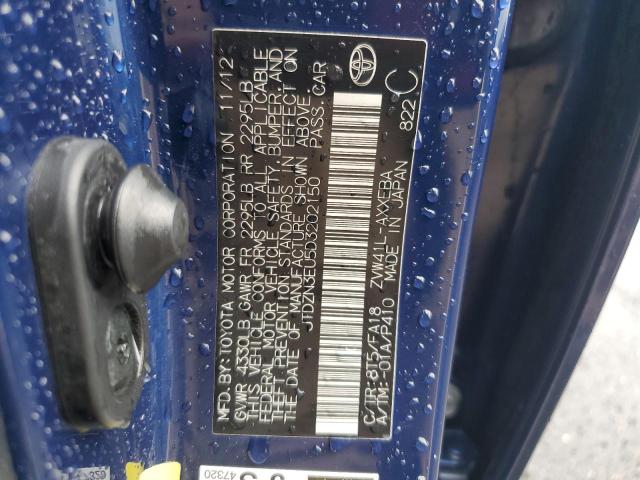 MFD.BY:TOYOTA MOTOR CORPORATION 11/12
GVWR 4330LB GAWR FR 2295LB RR 2295LB
THIS VEHICLE CONFORMS TO ALL APPLICABLE
FEDERAL MOTOR VEHICLE SAFETY, BUMPER, AND
THEFT PREVENTION STANDARDS IN EFFECT ON
THE DATE OF MANUFACTURE SHOWN ABOVE.
JTDZN3EU5D3202150 PASS. CAR
C/TR: 8T5/FA18 ZVW41L-AXXEBA
A/TM: -01A/P410 MADE IN JAPAN 822 C
47320